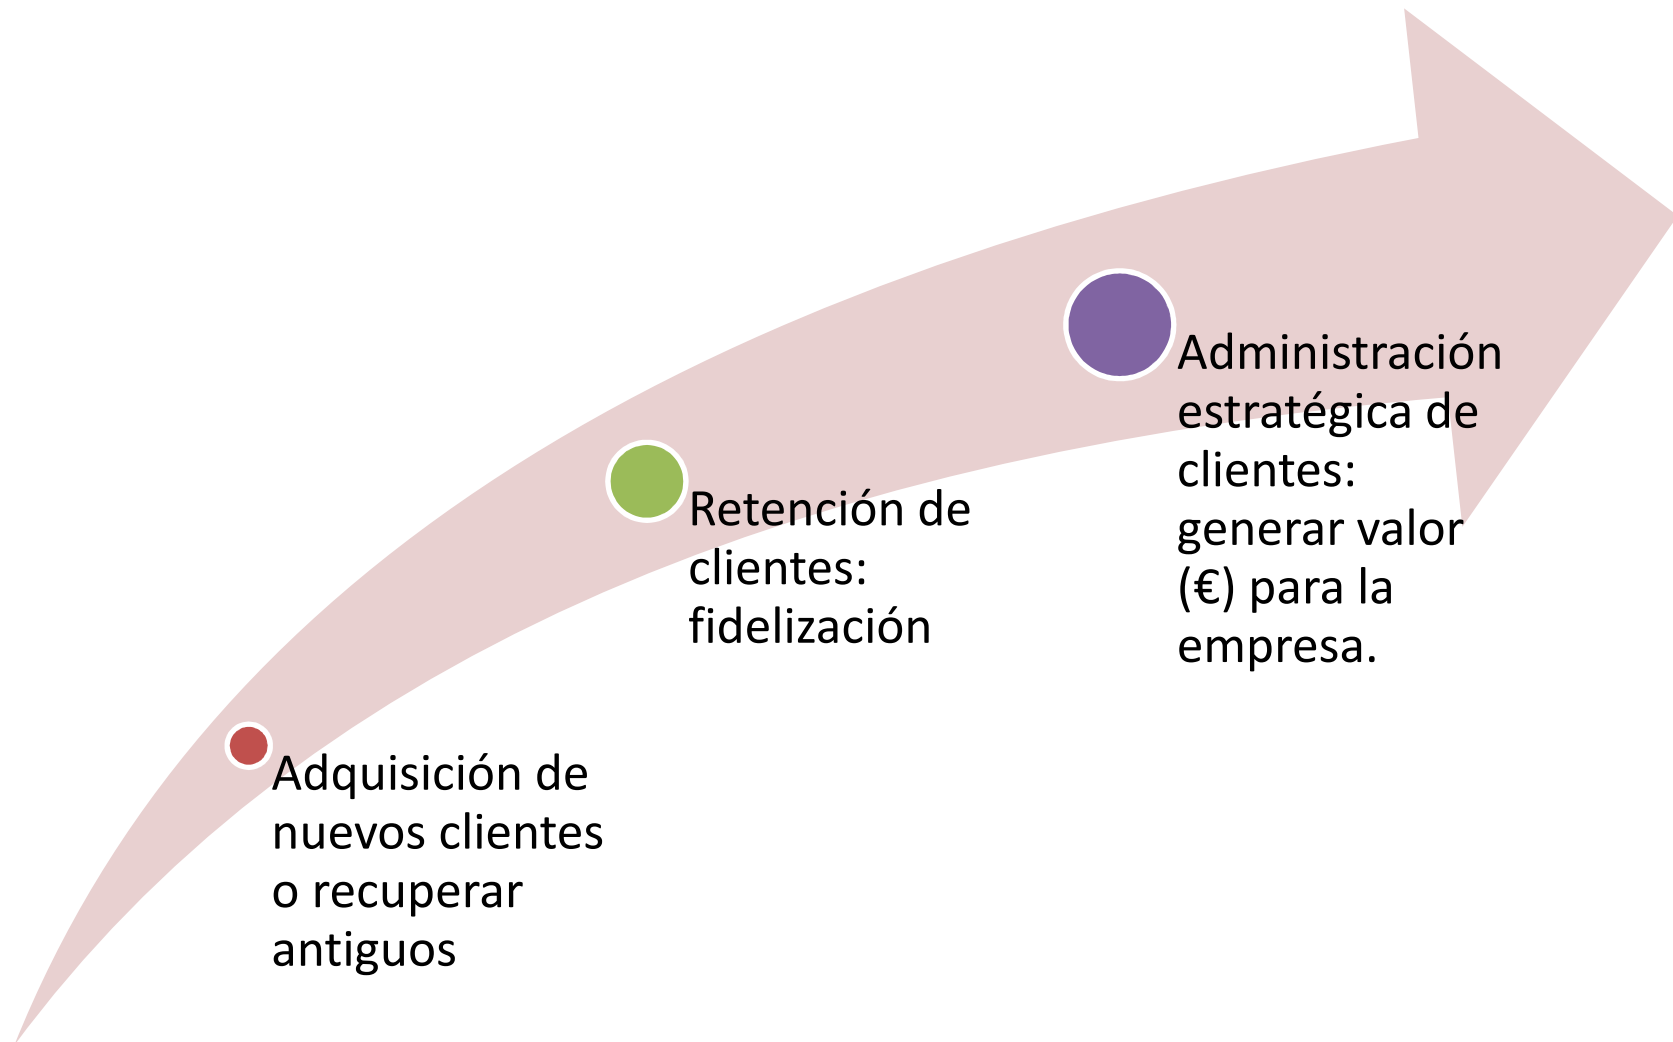 Adquisición de
nuevos clientes
o recuperar
antiguos
Retención de
clientes:
fidelización
Administración
estratégica de
clientes:
generar valor
(€) para la
empresa.